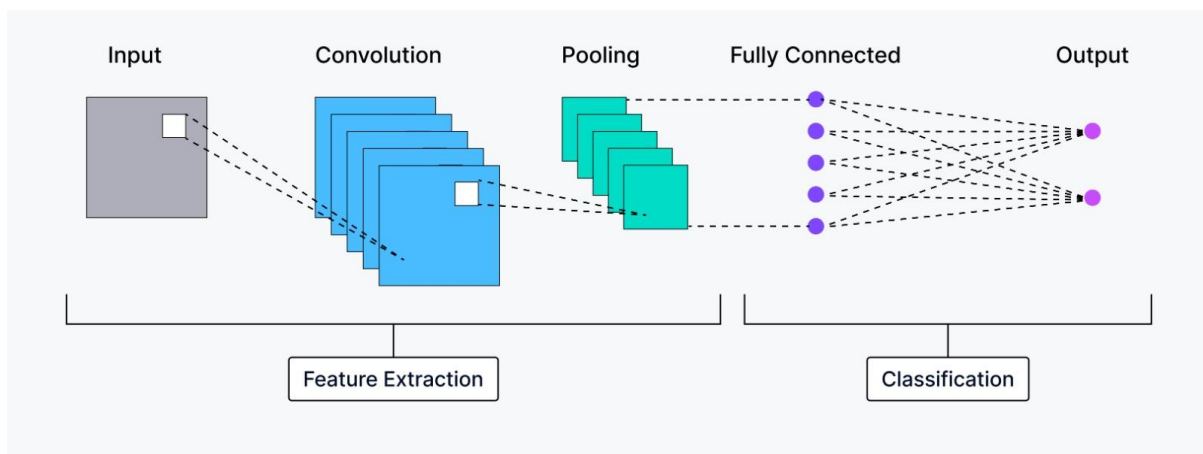 Input
Convolution
Pooling
Fully Connected
Output
Feature Extraction
Classification